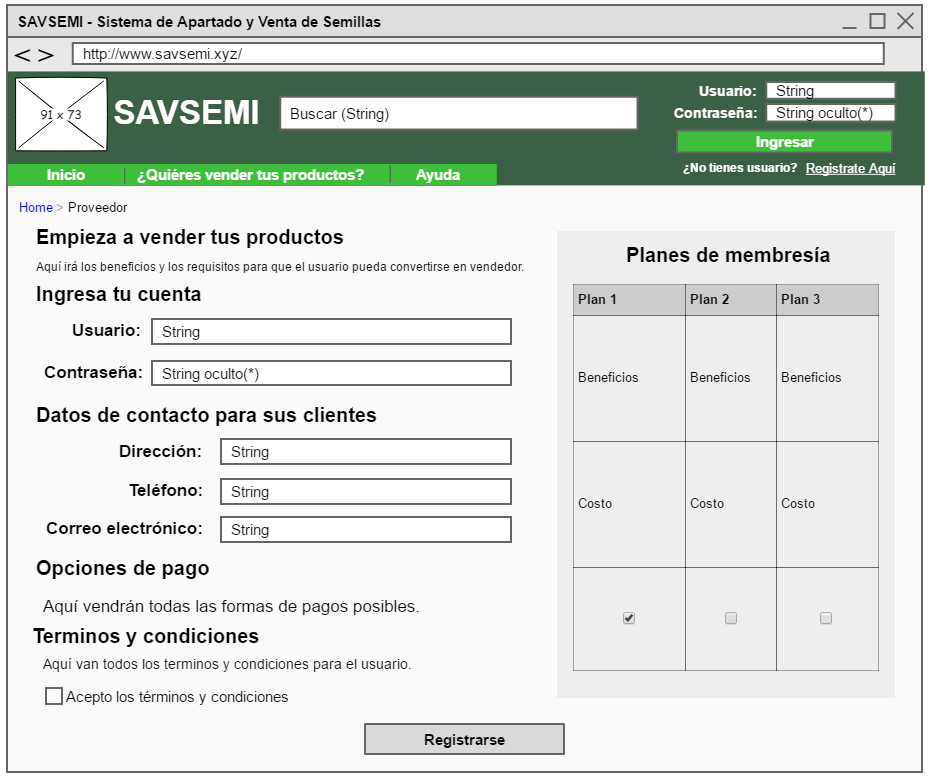 SAVSEMI - Sistema de Apartado y Venta de Semillas
< > http://www.savsemi.xyz/
91 x 73
SAVSEMI
Buscar (String)
Usuario: String
Contraseña: String oculto(*)
Ingresar
¿No tienes usuario? Registrate Aquí
Inicio ¿Quiéres vender tus productos? Ayuda
Home > Proveedor
Empieza a vender tus productos
Aquí irá los beneficios y los requisitos para que el usuario pueda convertirse en vendedor.
Ingresa tu cuenta
Usuario: String
Contraseña: String oculto(*)
Datos de contacto para sus clientes
Dirección: String
Teléfono: String
Correo electrónico: String
Opciones de pago
Aquí vendrán todas las formas de pagos posibles.
Terminos y condiciones
Aquí van todos los terminos y condiciones para el usuario.
Acepto los términos y condiciones
Planes de membresía
Plan 1 Plan 2 Plan 3
Beneficios Beneficios Beneficios
Costo Costo Costo
Registrarse